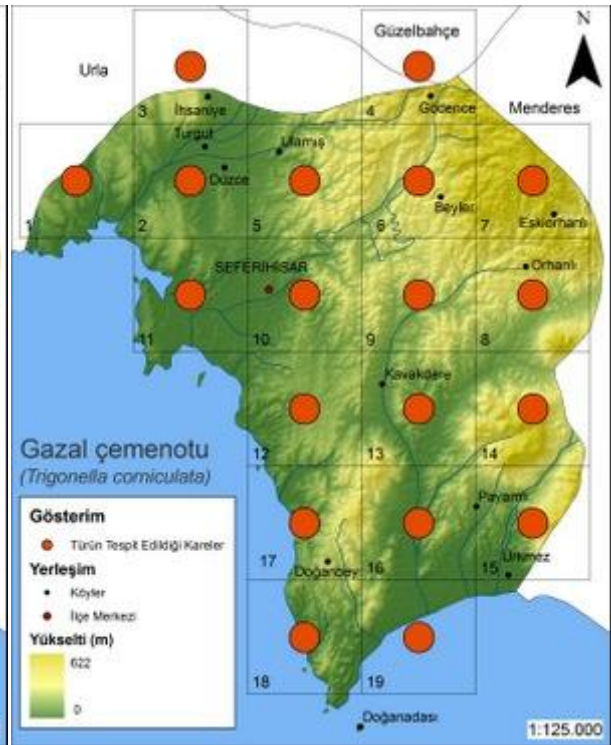 Güzelbahçe
N
Urla
3
4
İhsaniye
Gödence
Menderes
Turgut
Ulamış
Düzce
Beyler
1
2
5
6
7
Eskiorhanlı
Orhanlı
SEFERİHİSAR
11
10
9
8
Kavakdere
Gazal çemenotu
(Trigonella corniculata)
12
13
14
Payamlı
Gösterim
Türün Tespit Edildiği Kareler
Yerleşim
Köyler
İlçe Merkezi
Yükselti (m)
622
0
17
Doğanbey
16
15
Ürkmez
18
19
Doğanadası
1:125.000